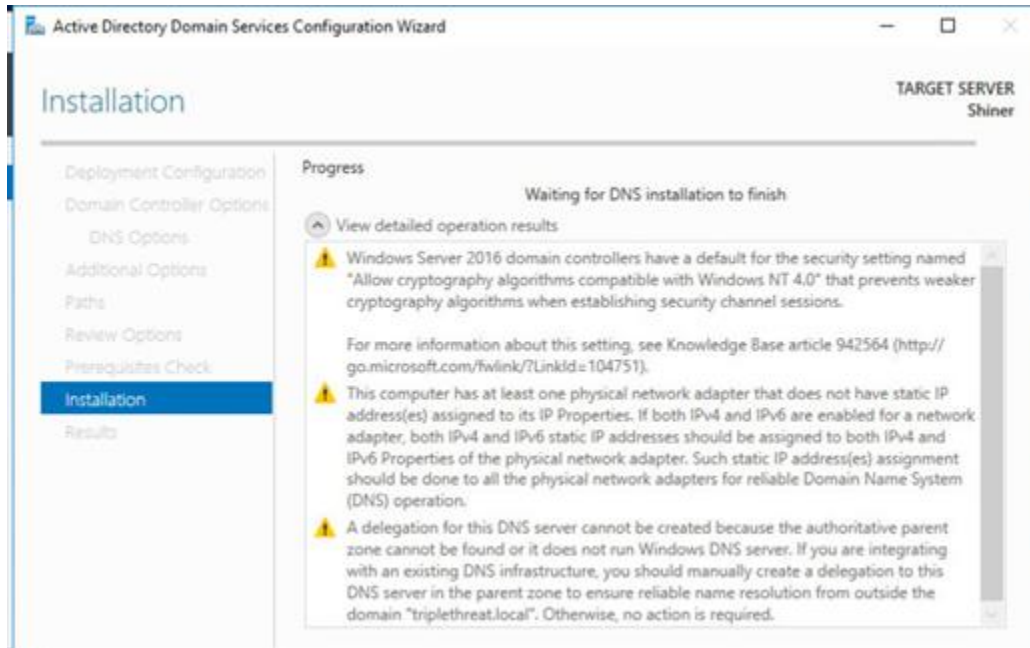 Active Directory Domain Services Configuration Wizard
Installation
TARGET SERVER
Shiner
Deployment Configuration
Domain Controller Options
DNS Options
Additional Options
Paths
Review Options
Prerequisites Check
Installation
Results
Progress
Waiting for DNS installation to finish
View detailed operation results
Windows Server 2016 domain controllers have a default for the security setting named
"Allow cryptography algorithms compatible with Windows NT 4.0" that prevents weaker
cryptography algorithms when establishing security channel sessions.
For more information about this setting, see Knowledge Base article 942564 (http://
go.microsoft.com/fwlink/?LinkId=104751).
This computer has at least one physical network adapter that does not have static IP
address(es) assigned to its IP Properties. If both IPv4 and IPv6 are enabled for a network
adapter, both IPv4 and IPv6 static IP addresses should be assigned to both IPv4 and
IPv6 Properties of the physical network adapter. Such static IP address(es) assignment
should be done to all the physical network adapters for reliable Domain Name System
(DNS) operation.
A delegation for this DNS server cannot be created because the authoritative parent
zone cannot be found or it does not run Windows DNS server. If you are integrating
with an existing DNS infrastructure, you should manually create a delegation to this
DNS server in the parent zone to ensure reliable name resolution from outside the
domain "triplethreat.local". Otherwise, no action is required.